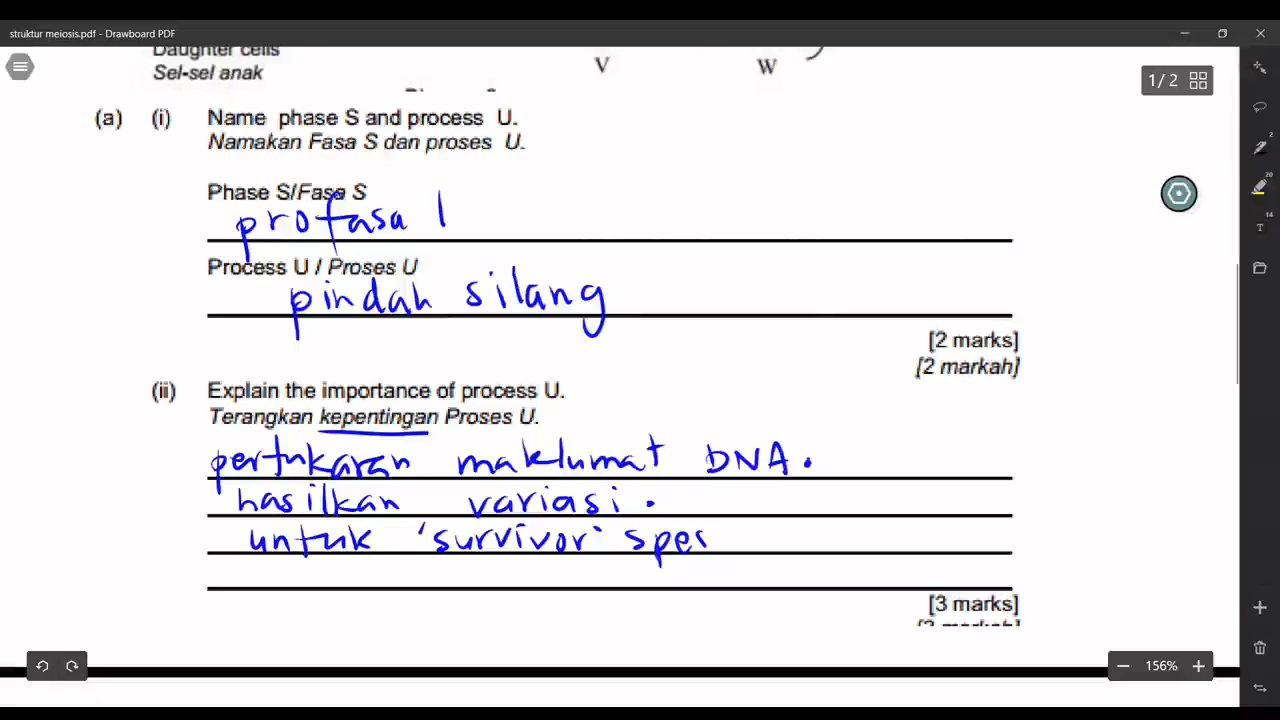 struktur meiosis.pdf - Drawboard PDF
Daughter cells
Sel-sel anak
V
W
1/2
(a) (i) Name phase S and process U.
Namakan Fasa S dan proses U.
Phase S/Fasa S
profasa I
Process U / Proses U
pindah silang
[2 marks]
[2 markah]
(ii) Explain the importance of process U.
Terangkan kepentingan Proses U.
pertukaran maklumat DNA.
hasilkan variasi.
untuk 'survivor' spes
[3 marks]
[3 markah]
156%